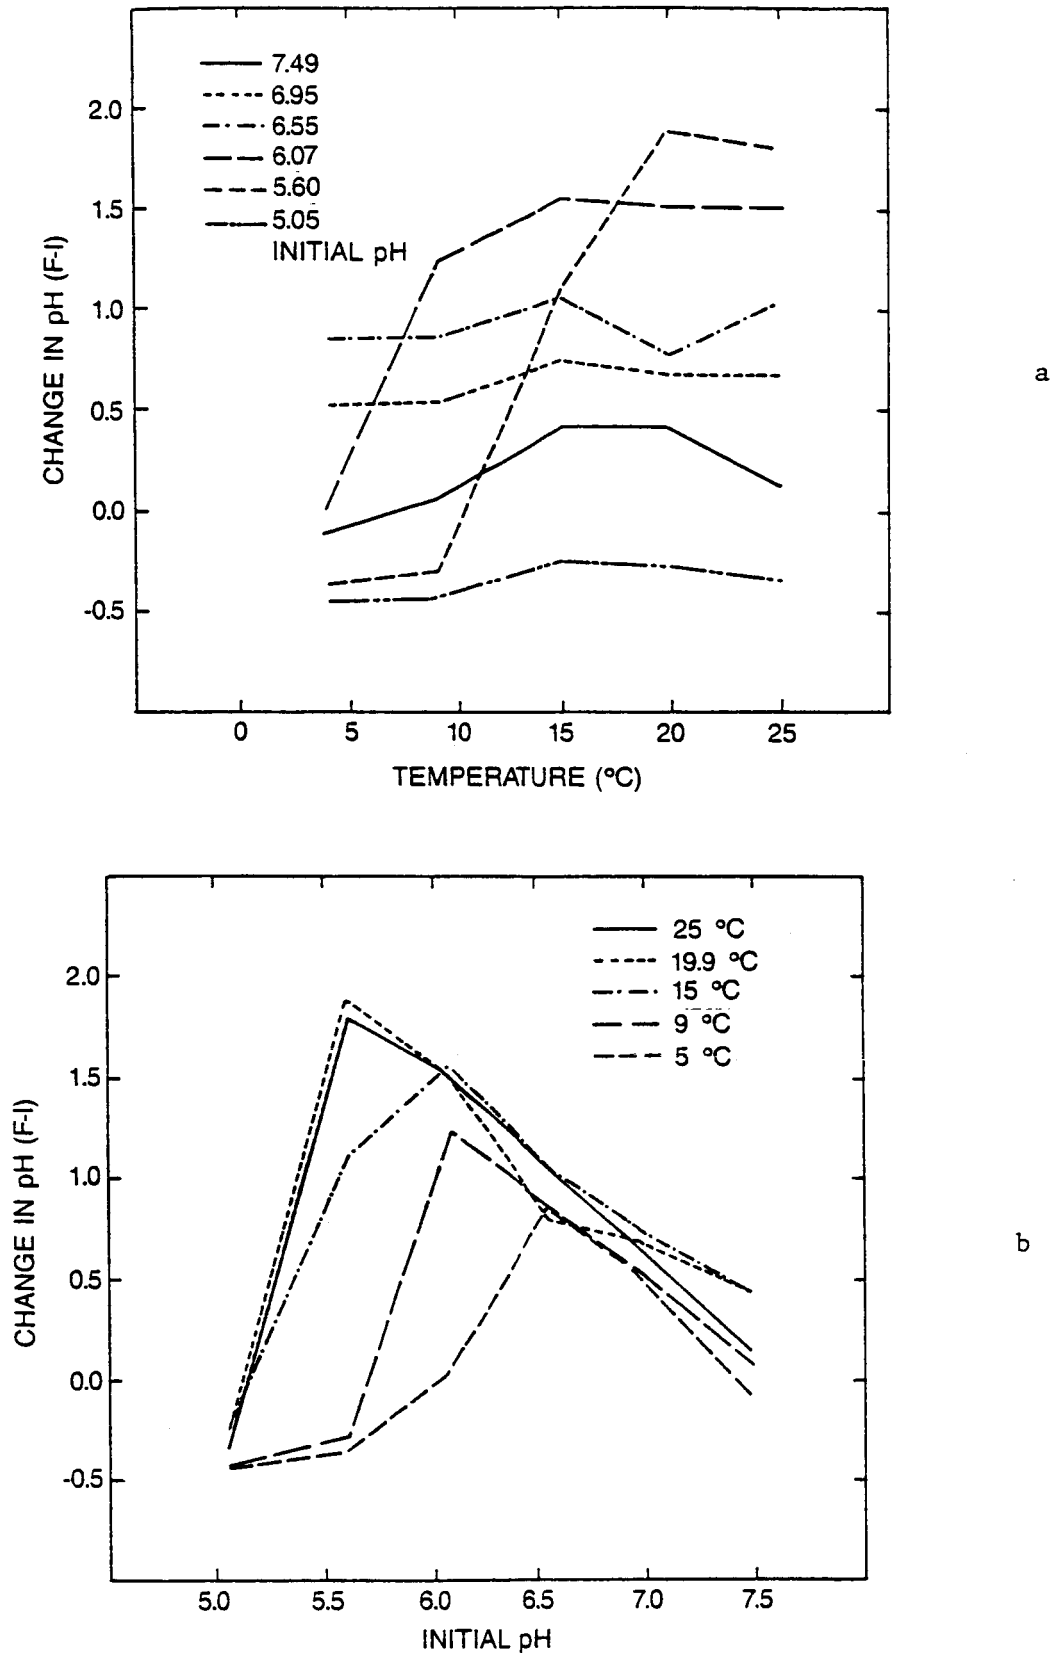 7.49
6.95
6.55
6.07
5.60
5.05
INITIAL pH
2.0
1.5
1.0
0.5
0.0
-0.5
CHANGE IN pH (F-I)
0 5 10 15 20 25
TEMPERATURE (°C)
a
25 °C
19.9 °C
15 °C
9 °C
5 °C
2.0
1.5
1.0
0.5
0.0
-0.5
CHANGE IN pH (F-I)
5.0 5.5 6.0 6.5 7.0 7.5
INITIAL pH
b